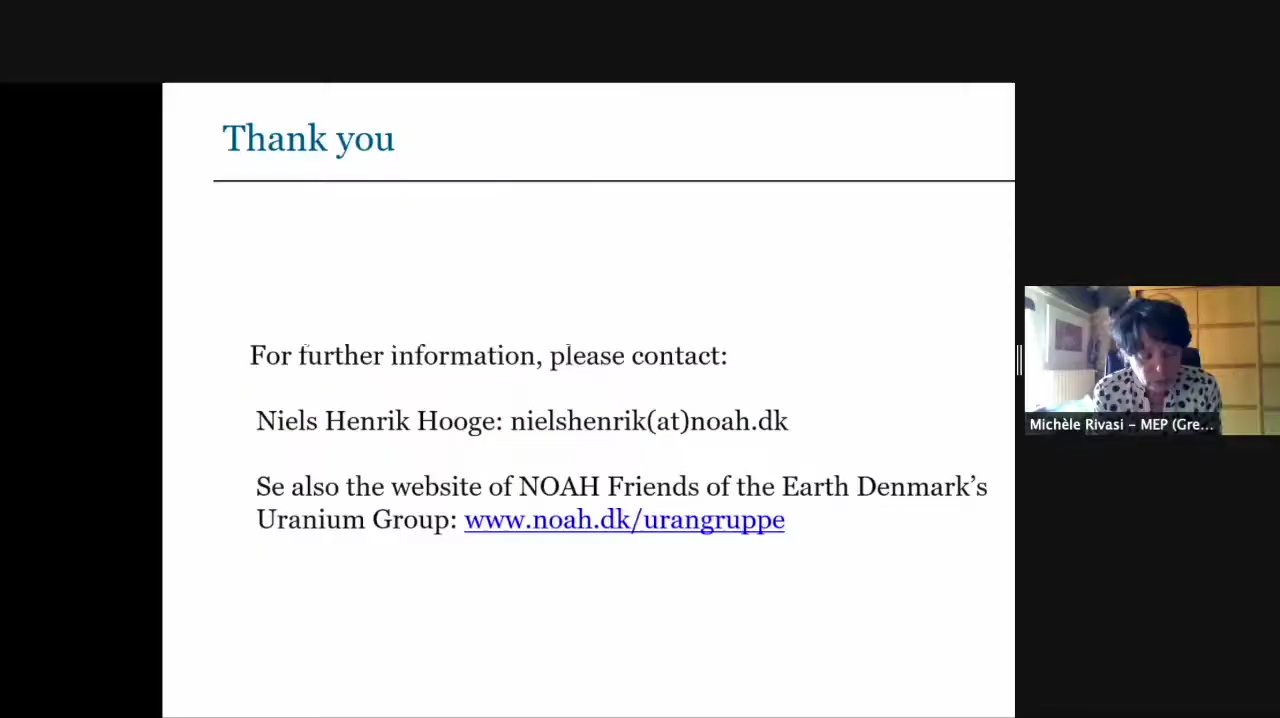 Thank you
For further information, please contact:
Niels Henrik Hooge: nielshenrik(at)noah.dk
Se also the website of NOAH Friends of the Earth Denmark’s
Uranium Group: www.noah.dk/urangruppe
Michèle Rivasi – MEP (Gre...